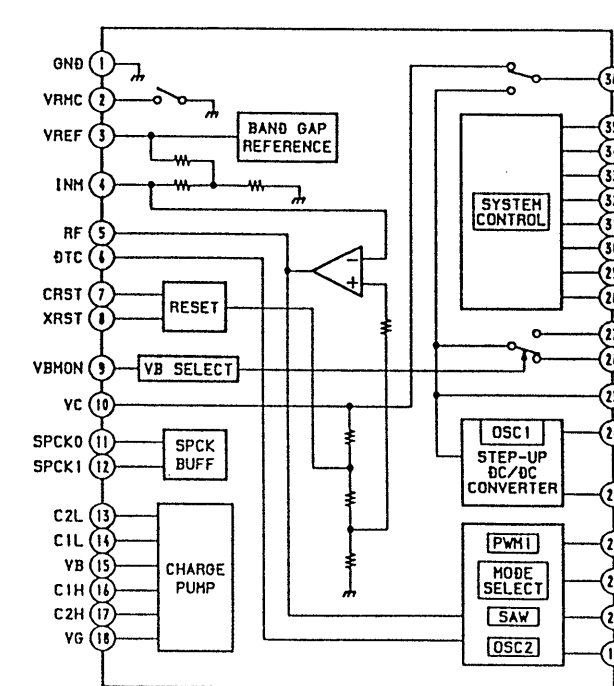 GND 1
VRMC 2
VREF 3
BAND GAP
REFERENCE
INM 4
RF 5
DTC 6
CRST 7
XRST 8
RESET
VBMON 9
VB SELECT
VC 10
SPCKO 11
SPCKI 12
SPCK
BUFF
C2L 13
C1L 14
VB 15
C1H 16
C2H 17
VG 18
CHARGE
PUMP
−
+
SYSTEM
CONTROL
OSC1
STEP-UP
DC/DC
CONVERTER
PWM1
MODE
SELECT
SAW
OSC2